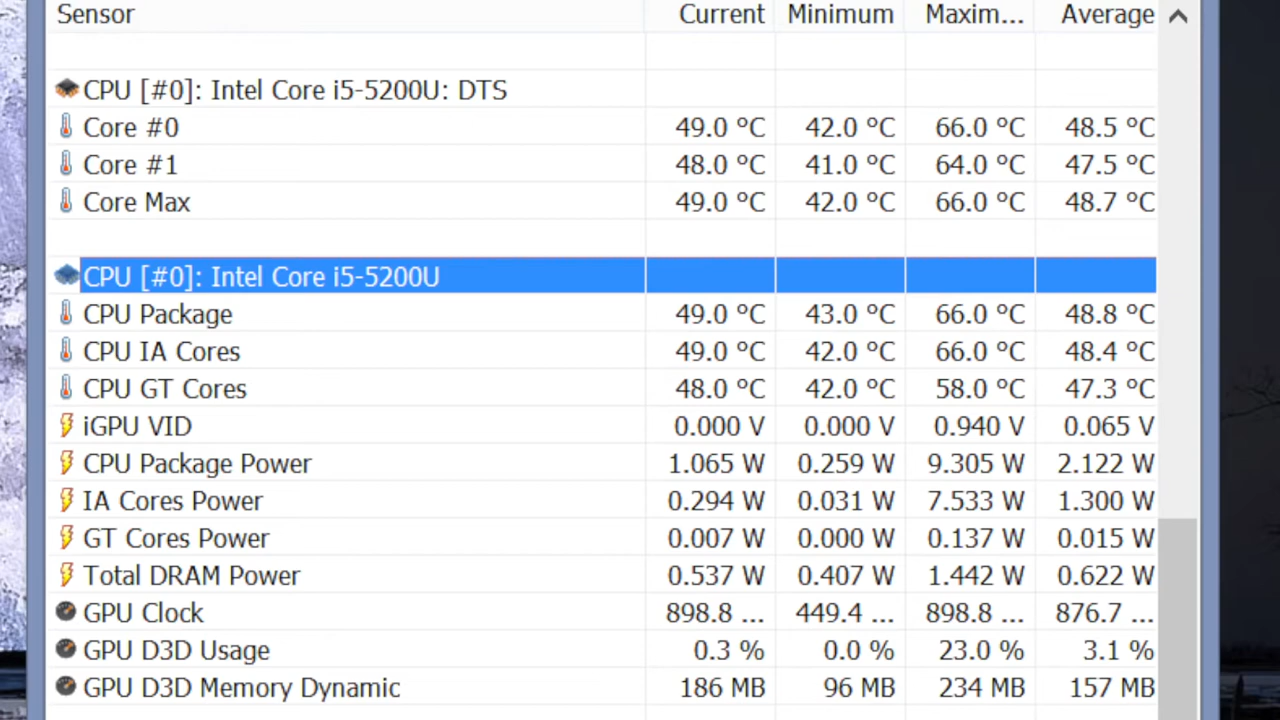 Sensor Current Minimum Maxim... Average
CPU [#0]: Intel Core i5-5200U: DTS
Core #0 49.0 °C 42.0 °C 66.0 °C 48.5 °C
Core #1 48.0 °C 41.0 °C 64.0 °C 47.5 °C
Core Max 49.0 °C 42.0 °C 66.0 °C 48.7 °C
CPU [#0]: Intel Core i5-5200U
CPU Package 49.0 °C 43.0 °C 66.0 °C 48.8 °C
CPU IA Cores 49.0 °C 42.0 °C 66.0 °C 48.4 °C
CPU GT Cores 48.0 °C 42.0 °C 58.0 °C 47.3 °C
iGPU VID 0.000 V 0.000 V 0.940 V 0.065 V
CPU Package Power 1.065 W 0.259 W 9.305 W 2.122 W
IA Cores Power 0.294 W 0.031 W 7.533 W 1.300 W
GT Cores Power 0.007 W 0.000 W 0.137 W 0.015 W
Total DRAM Power 0.537 W 0.407 W 1.442 W 0.622 W
GPU Clock 898.8 ... 449.4 ... 898.8 ... 876.7 ...
GPU D3D Usage 0.3 % 0.0 % 23.0 % 3.1 %
GPU D3D Memory Dynamic 186 MB 96 MB 234 MB 157 MB